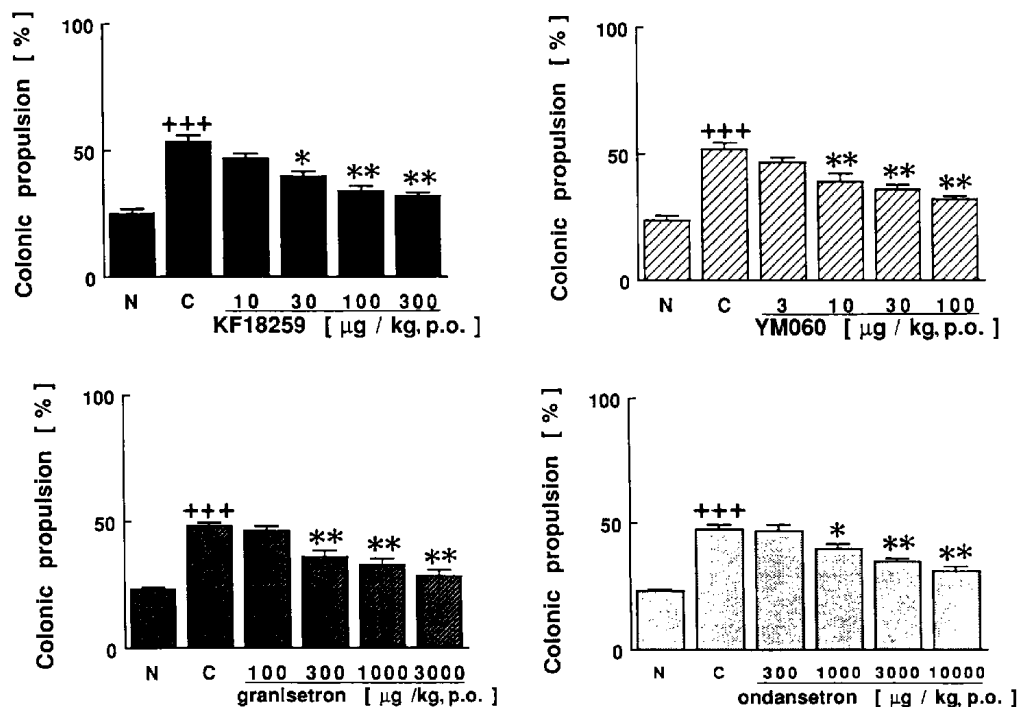 100
50
0
Colonic propulsion [ % ]
+++
*
**
**
N C 10 30 100 300
KF18259 [ μg / kg, p.o. ]
100
50
0
Colonic propulsion [ % ]
+++
**
**
**
N C 3 10 30 100
YM060 [ μg / kg, p.o. ]
100
50
0
Colonic propulsion [ % ]
+++
**
**
**
N C 100 300 1000 3000
granisetron [ μg /kg, p.o. ]
100
50
0
Colonic propulsion [ % ]
+++
*
**
**
N C 300 1000 3000 10000
ondansetron [ μg / kg, p.o. ]